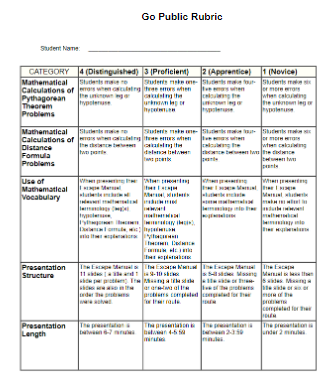 Go Public Rubric
Student Name:
CATEGORY 4 (Distinguished) 3 (Proficient) 2 (Apprentice) 1 (Novice)
Mathematical
Calculations of
Pythagorean
Theorem
Problems
Students make no
errors when calculating
the unknown leg or
hypotenuse.
Students make one-
three errors when
calculating the
unknown leg or
hypotenuse.
Students make four-
five errors when
calculating the
unknown leg or
hypotenuse.
Students make six
or more errors
when calculating
the unknown leg or
hypotenuse.
Mathematical
Calculations of
Distance
Formula
Problems
Students make no
errors when calculating
the distance between
two points.
Students make one-
three errors when
calculating the
distance between
two points.
Students make four-
five errors when
calculating the
distance between two
points.
Students make six or
more errors when
calculating
the distance between
two points.
Use of
Mathematical
Vocabulary
When presenting their
Escape Manual,
students include all
relevant mathematical
terminology (leg(s),
hypotenuse,
Pythagorean Theorem,
Distance Formula, etc.)
into their explanations.
When presenting
their Escape
Manual, students
include most
relevant
mathematical
terminology (leg(s),
hypotenuse,
Pythagorean
Theorem, Distance
Formula, etc.) into
their explanations.
When presenting
their Escape Manual,
students include
some mathematical
terminology into their
explanations.
When presenting
their Escape
Manual, students
make no effort to
include relevant
mathematical
terminology into
their explanations.
Presentation
Structure
The Escape Manual is
11 slides (a title and 1
slide per problem). The
slides are also in the
order the problems
were solved.
The Escape Manual
is 9-10 slides.
Missing a title slide
or one-two of the
problems completed
for their route.
The Escape Manual
is 6-8 slides. Missing
a title slide or three-
five of the problems
completed for their
route.
The Escape
Manual is less than
6 slides. Missing a
title slide or six or
more of the
problems
completed for their
route.
Presentation
Length
The presentation is
between 6-7 minutes.
The presentation is
between 4-5:59
minutes.
The presentation is
between 2-3:59
minutes.
The presentation is
under 2 minutes.